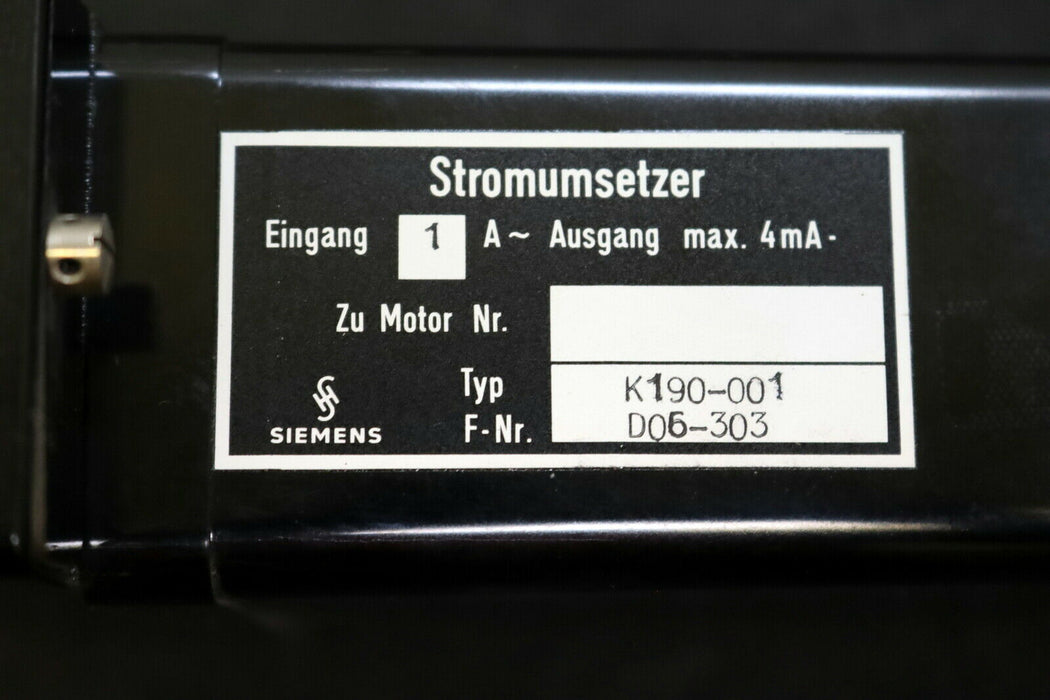 Stromumsetzer
Eingang 1 A~ Ausgang max. 4mA-
Zu Motor Nr.
Typ K190-001
F-Nr. D06-303
SIEMENS